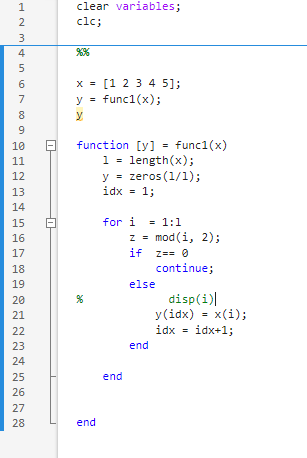 1 clear variables;
2 clc;
3
4 %%
5
6 x = [1 2 3 4 5];
7 y = func1(x);
8 y
9
10 function [y] = func1(x)
11 l = length(x);
12 y = zeros(1/l);
13 idx = 1;
14
15 for i = 1:l
16 z = mod(i, 2);
17 if z== 0
18 continue;
19 else
20 % disp(i)
21 y(idx) = x(i);
22 idx = idx+1;
23 end
24
25 end
26
27
28 end